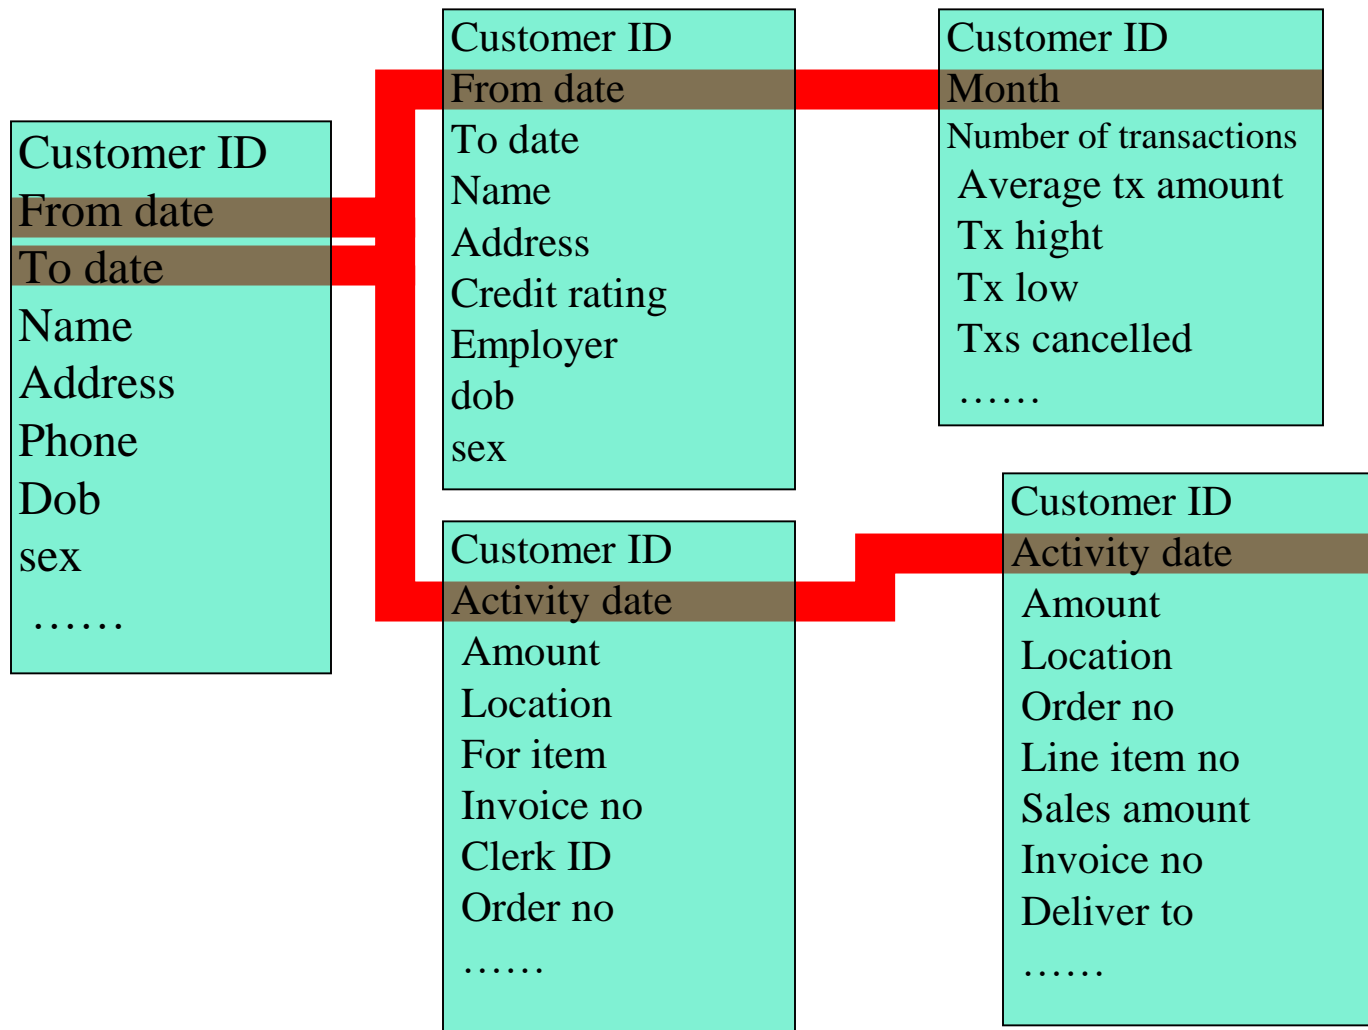 Customer ID
From date
To date
Name
Address
Phone
Dob
sex
……
Customer ID
From date
To date
Name
Address
Credit rating
Employer
dob
sex
Customer ID
Month
Number of transactions
Average tx amount
Tx hight
Tx low
Txs cancelled
……
Customer ID
Activity date
Amount
Location
For item
Invoice no
Clerk ID
Order no
……
Customer ID
Activity date
Amount
Location
Order no
Line item no
Sales amount
Invoice no
Deliver to
……